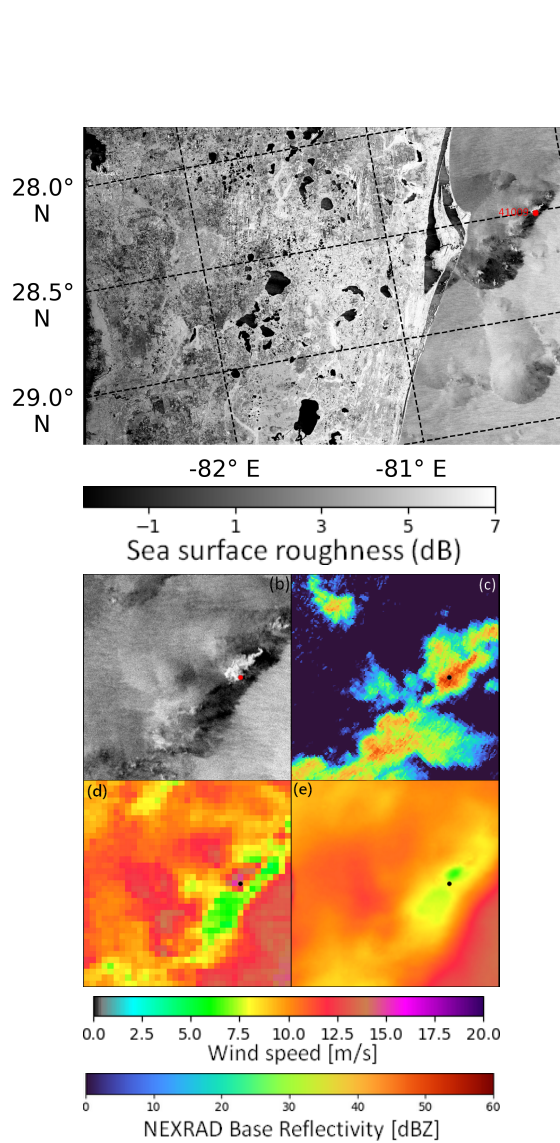 28.0°
N
28.5°
N
29.0°
N
-82° E -81° E
−1 1 3 5 7
Sea surface roughness (dB)
(b) (c)
(d) (e)
0.0 2.5 5.0 7.5 10.0 12.5 15.0 17.5 20.0
Wind speed [m/s]
0 10 20 30 40 50 60
NEXRAD Base Reflectivity [dBZ]